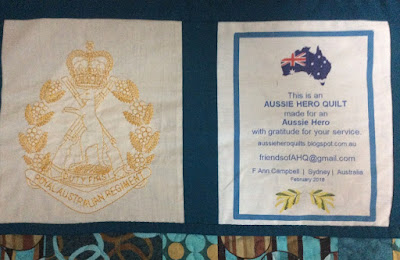 ROYAL AUSTRALIAN REGIMENT
This is an
AUSSIE HERO QUILT
made for an
Aussie Hero
with gratitude for your service.
aussieheroquilts.blogspot.com.au
friendsofAHQ@gmail.com
F Ann Campbell | Sydney | Australia
February 2018